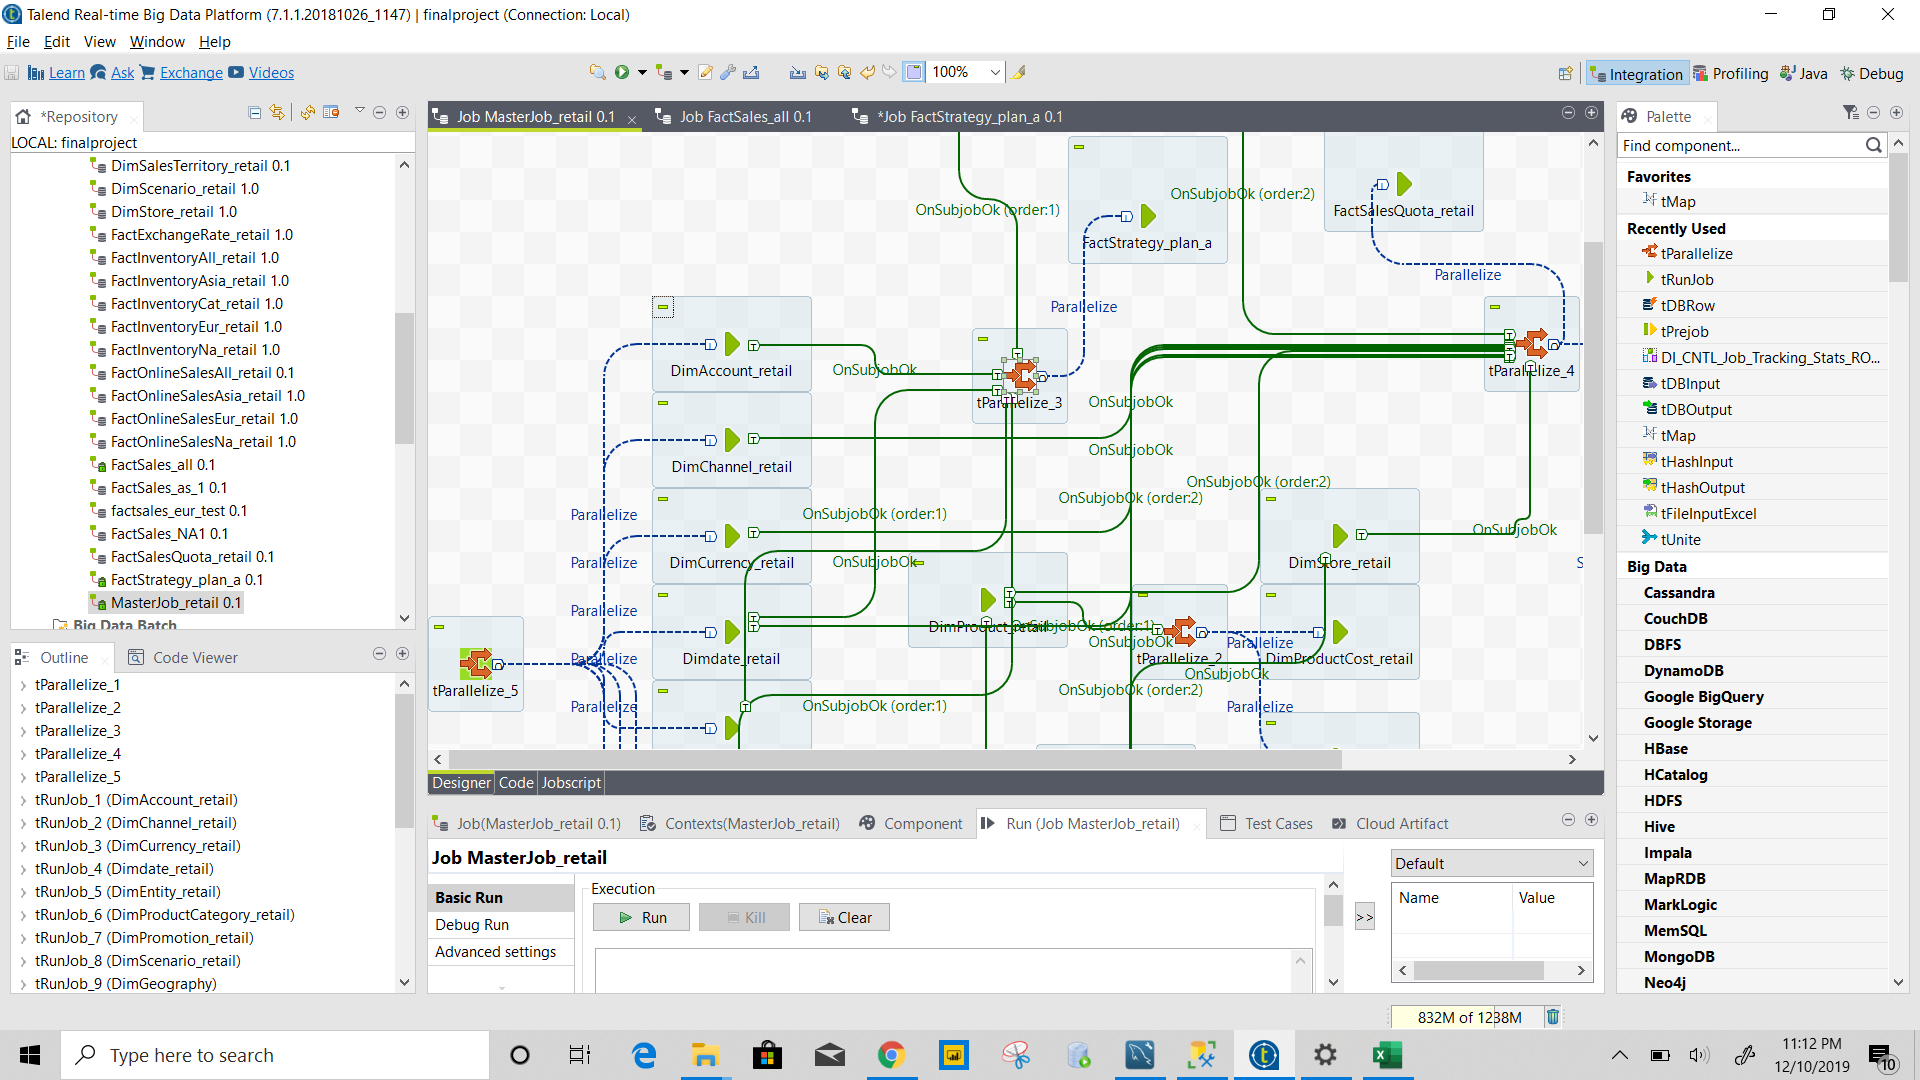 Talend Real-time Big Data Platform (7.1.1.20181026_1147) | finalproject (Connection: Local)
File Edit View Window Help
Learn Ask Exchange Videos
100%
Integration Profiling Java Debug
*Repository
LOCAL: finalproject
DimSalesTerritory_retail 0.1
DimScenario_retail 1.0
DimStore_retail 1.0
FactExchangeRate_retail 1.0
FactInventoryAll_retail 1.0
FactInventoryAsia_retail 1.0
FactInventoryCat_retail 1.0
FactInventoryEur_retail 1.0
FactInventoryNa_retail 1.0
FactOnlineSalesAll_retail 0.1
FactOnlineSalesAsia_retail 1.0
FactOnlineSalesEur_retail 1.0
FactOnlineSalesNa_retail 1.0
FactSales_all 0.1
FactSales_as_1 0.1
factsales_eur_test 0.1
FactSales_NA1 0.1
FactSalesQuota_retail 0.1
FactStrategy_plan_a 0.1
MasterJob_retail 0.1
Big Data Batch
Outline Code Viewer
tParallelize_1
tParallelize_2
tParallelize_3
tParallelize_4
tParallelize_5
tRunJob_1 (DimAccount_retail)
tRunJob_2 (DimChannel_retail)
tRunJob_3 (DimCurrency_retail)
tRunJob_4 (Dimdate_retail)
tRunJob_5 (DimEntity_retail)
tRunJob_6 (DimProductCategory_retail)
tRunJob_7 (DimPromotion_retail)
tRunJob_8 (DimScenario_retail)
tRunJob_9 (DimGeography)
Job MasterJob_retail 0.1 Job FactSales_all 0.1 *Job FactStrategy_plan_a 0.1
OnSubjobOk (order:2)
OnSubjobOk (order:1)
FactSalesQuota_retail
FactStrategy_plan_a
Parallelize
Parallelize
DimAccount_retail
OnSubjobOk
tParallelize_4
tParallelize_3
OnSubjobOk
OnSubjobOk
DimChannel_retail
OnSubjobOk (order:2)
OnSubjobOk (order:2)
Parallelize
OnSubjobOk (order:1)
OnSubjobOk
Parallelize
DimCurrency_retail
OnSubjobOk
DimStore_retail
S
Parallelize
DimProduct_retail
OnSubjobOk (order:1)
OnSubjobOk
Parallelize
Parallelize
Dimdate_retail
tParallelize_2
DimProductCost_retail
OnSubjobOk
tParallelize_5
OnSubjobOk (order:2)
Parallelize
OnSubjobOk (order:1)
Parallelize
Designer Code Jobscript
Job(MasterJob_retail 0.1) Contexts(MasterJob_retail) Component Run (Job MasterJob_retail) Test Cases Cloud Artifact
Job MasterJob_retail
Basic Run
Debug Run
Advanced settings
Execution
Run Kill Clear
>>
Default
Name Value
832M of 1238M
Palette
Find component...
Favorites
tMap
Recently Used
tParallelize
tRunJob
tDBRow
tPrejob
DI_CNTL_Job_Tracking_Stats_RO...
tDBInput
tDBOutput
tMap
tHashInput
tHashOutput
tFileInputExcel
tUnite
Big Data
Cassandra
CouchDB
DBFS
DynamoDB
Google BigQuery
Google Storage
HBase
HCatalog
HDFS
Hive
Impala
MapRDB
MarkLogic
MemSQL
MongoDB
Neo4j
Type here to search
11:12 PM
12/10/2019
10